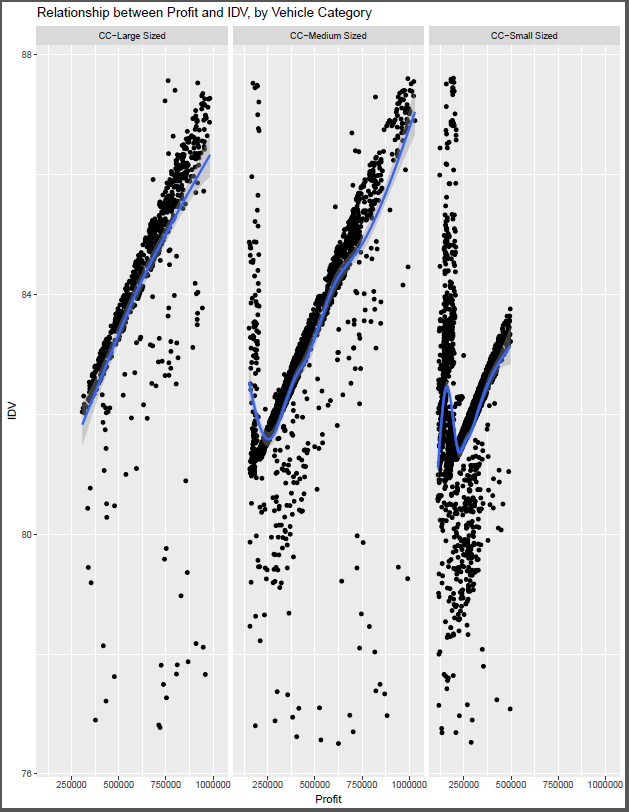 Relationship between Profit and IDV, by Vehicle Category
CC−Large Sized CC−Medium Sized CC−Small Sized
88
84
80
76
IDV
250000 500000 750000 1000000 250000 500000 750000 1000000 250000 500000 750000 1000000
Profit